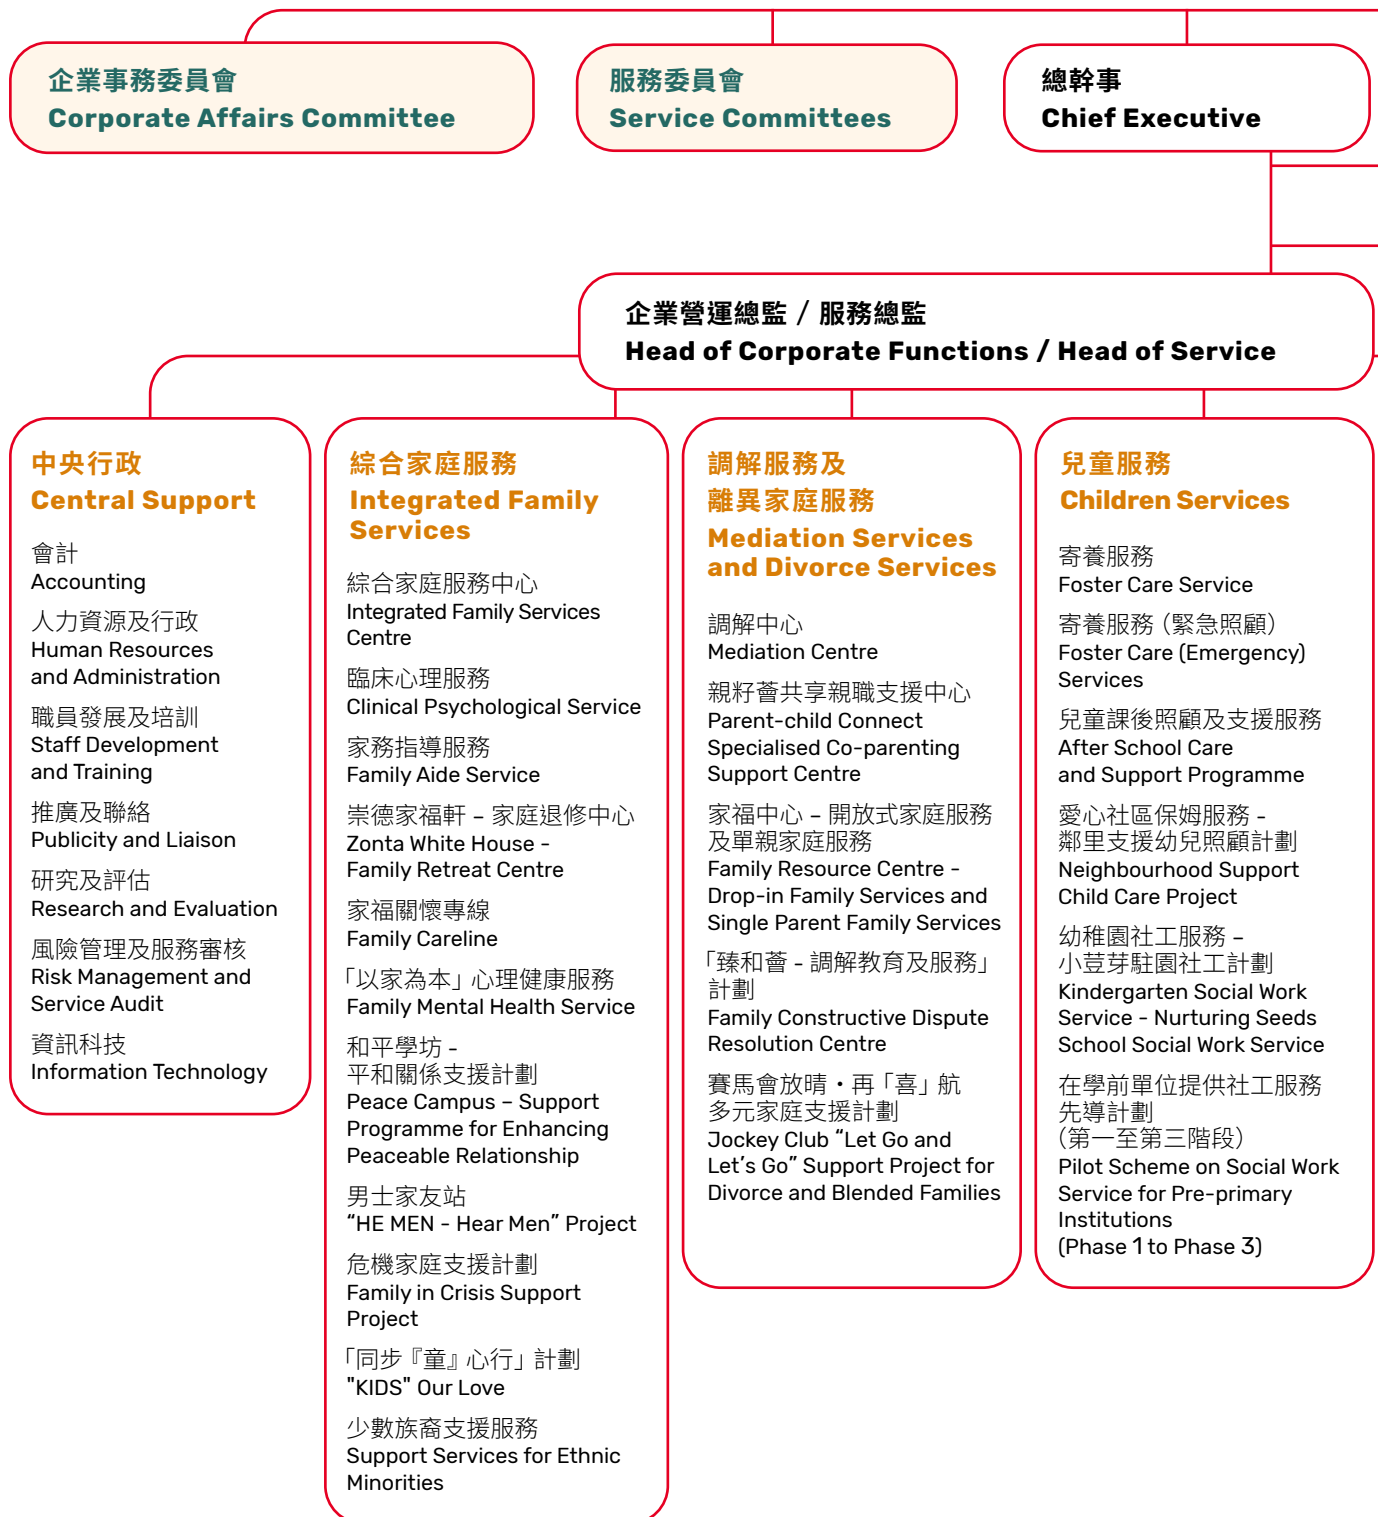 企業事務委員會
Corporate Affairs Committee
服務委員會
Service Committees
總幹事
Chief Executive
企業營運總監 / 服務總監
Head of Corporate Functions / Head of Service
中央行政
Central Support
會計
Accounting
人力資源及行政
Human Resources
and Administration
職員發展及培訓
Staff Development
and Training
推廣及聯絡
Publicity and Liaison
研究及評估
Research and Evaluation
風險管理及服務審核
Risk Management and
Service Audit
資訊科技
Information Technology
綜合家庭服務
Integrated Family
Services
綜合家庭服務中心
Integrated Family Services
Centre
臨床心理服務
Clinical Psychological Service
家務指導服務
Family Aide Service
崇德家福軒 – 家庭退修中心
Zonta White House -
Family Retreat Centre
家福關懷專線
Family Careline
「以家為本」心理健康服務
Family Mental Health Service
和平學坊 -
平和關係支援計劃
Peace Campus – Support
Programme for Enhancing
Peaceable Relationship
男士家友站
“HE MEN - Hear Men” Project
危機家庭支援計劃
Family in Crisis Support
Project
「同步『童』心行」計劃
"KIDS" Our Love
少數族裔支援服務
Support Services for Ethnic
Minorities
調解服務及
離異家庭服務
Mediation Services
and Divorce Services
調解中心
Mediation Centre
親籽薈共享親職支援中心
Parent-child Connect
Specialised Co-parenting
Support Centre
家福中心 – 開放式家庭服務
及單親家庭服務
Family Resource Centre -
Drop-in Family Services and
Single Parent Family Services
「臻和薈 - 調解教育及服務」
計劃
Family Constructive Dispute
Resolution Centre
賽馬會放晴・再「喜」航
多元家庭支援計劃
Jockey Club “Let Go and
Let’s Go” Support Project for
Divorce and Blended Families
兒童服務
Children Services
寄養服務
Foster Care Service
寄養服務（緊急照顧）
Foster Care (Emergency)
Services
兒童課後照顧及支援服務
After School Care
and Support Programme
愛心社區保姆服務 -
鄰里支援幼兒照顧計劃
Neighbourhood Support
Child Care Project
幼稚園社工服務 –
小荳芽駐園社工計劃
Kindergarten Social Work
Service - Nurturing Seeds
School Social Work Service
在學前單位提供社工服務
先導計劃
（第一至第三階段）
Pilot Scheme on Social Work
Service for Pre-primary
Institutions
(Phase 1 to Phase 3)